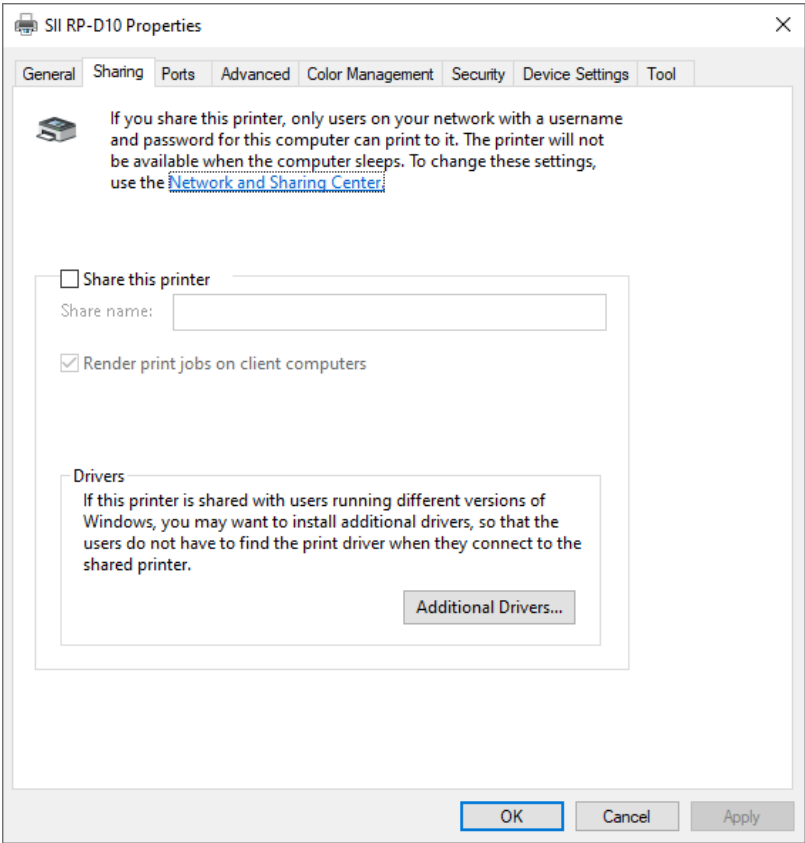 SII RP-D10 Properties
General Sharing Ports Advanced Color Management Security Device Settings Tool
If you share this printer, only users on your network with a username
and password for this computer can print to it. The printer will not
be available when the computer sleeps. To change these settings,
use the Network and Sharing Center.
Share this printer
Share name:
Render print jobs on client computers
Drivers
If this printer is shared with users running different versions of
Windows, you may want to install additional drivers, so that the
users do not have to find the print driver when they connect to the
shared printer.
Additional Drivers...
OK Cancel Apply